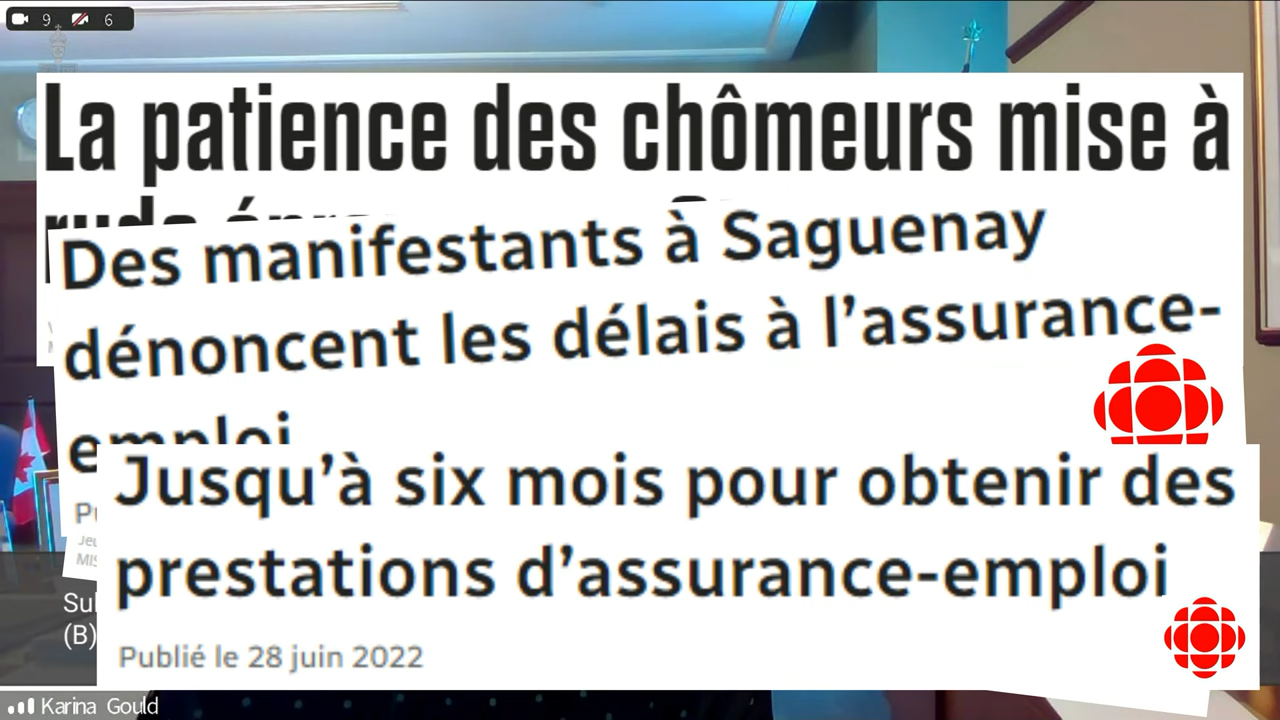 9 6
La patience des chômeurs mise à
Des manifestants à Saguenay
dénoncent les délais à l'assurance-
emploi
Jusqu'à six mois pour obtenir des
prestations d'assurance-emploi
Publié le 28 juin 2022
(B)
Karina Gould